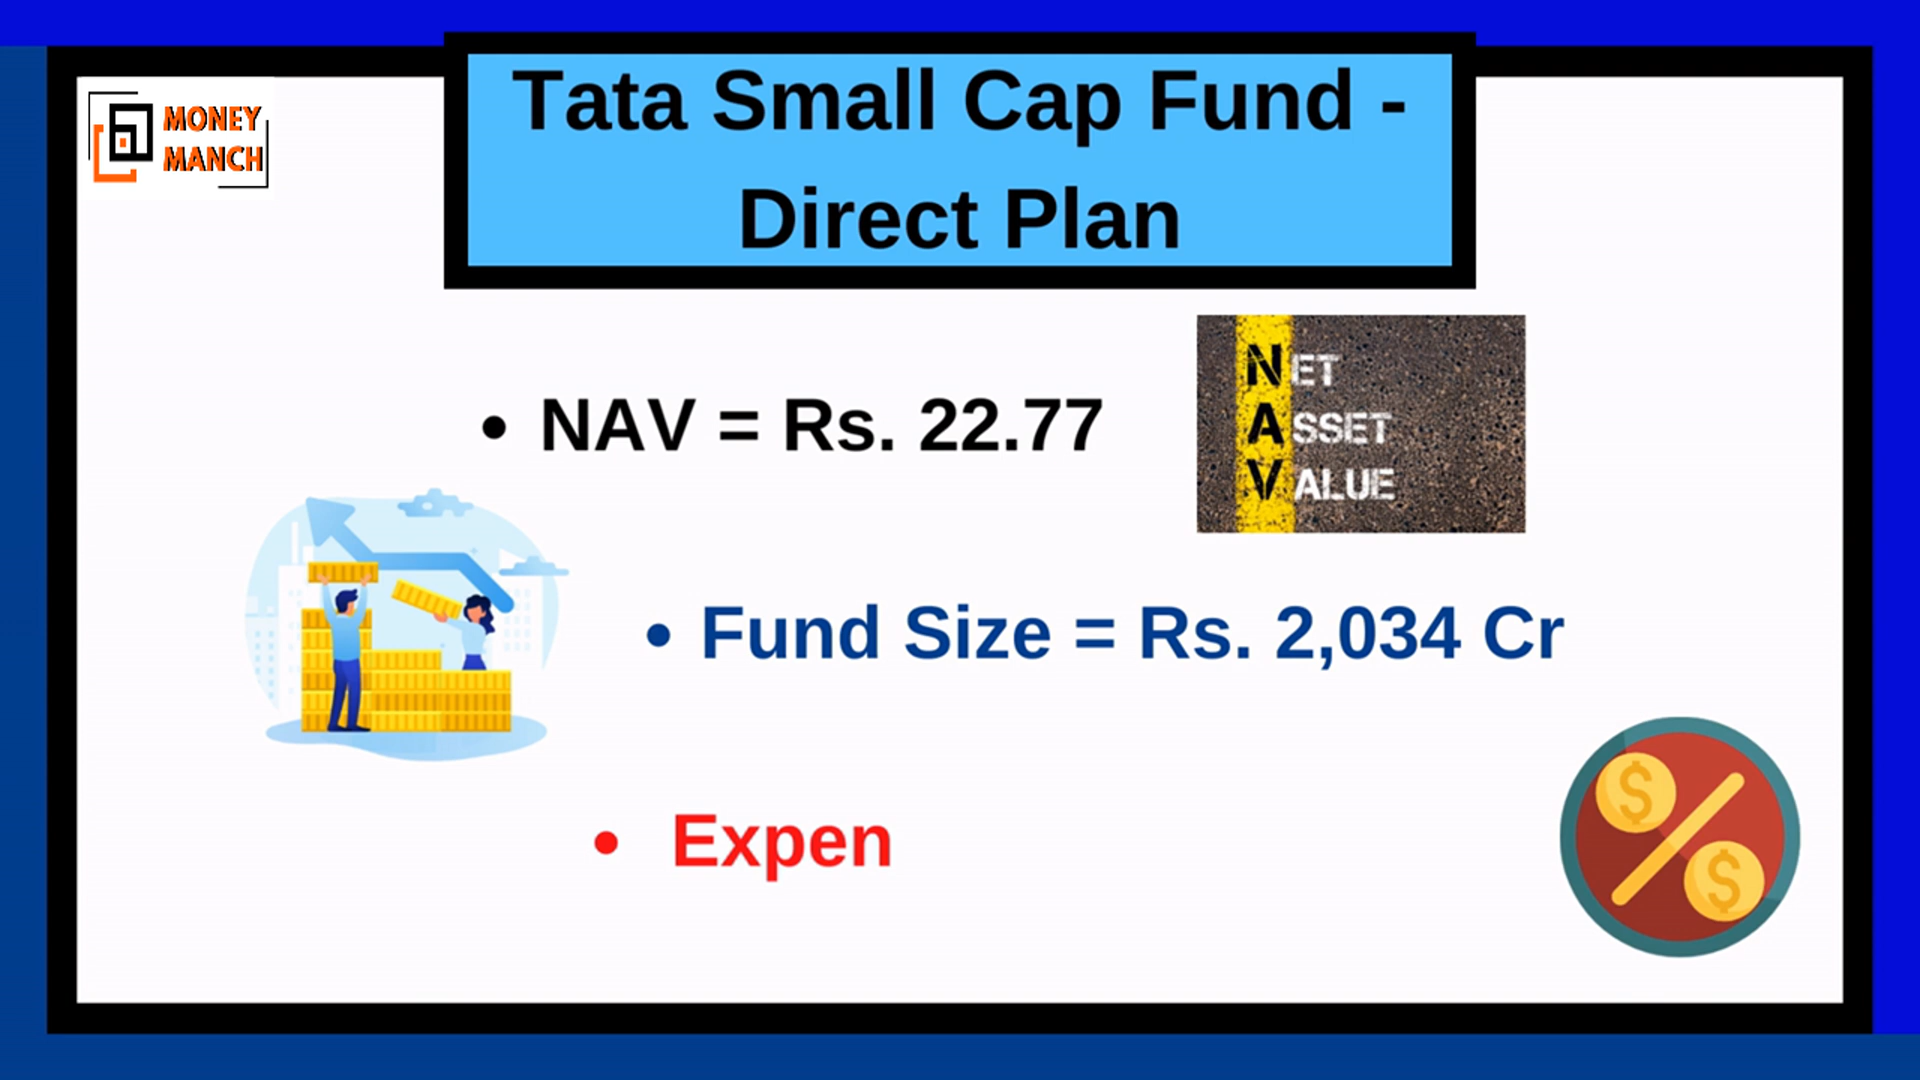 MONEY
MANCH
Tata Small Cap Fund -
Direct Plan
• NAV = Rs. 22.77
NET
ASSET
VALUE
• Fund Size = Rs. 2,034 Cr
• Expen
$ % $